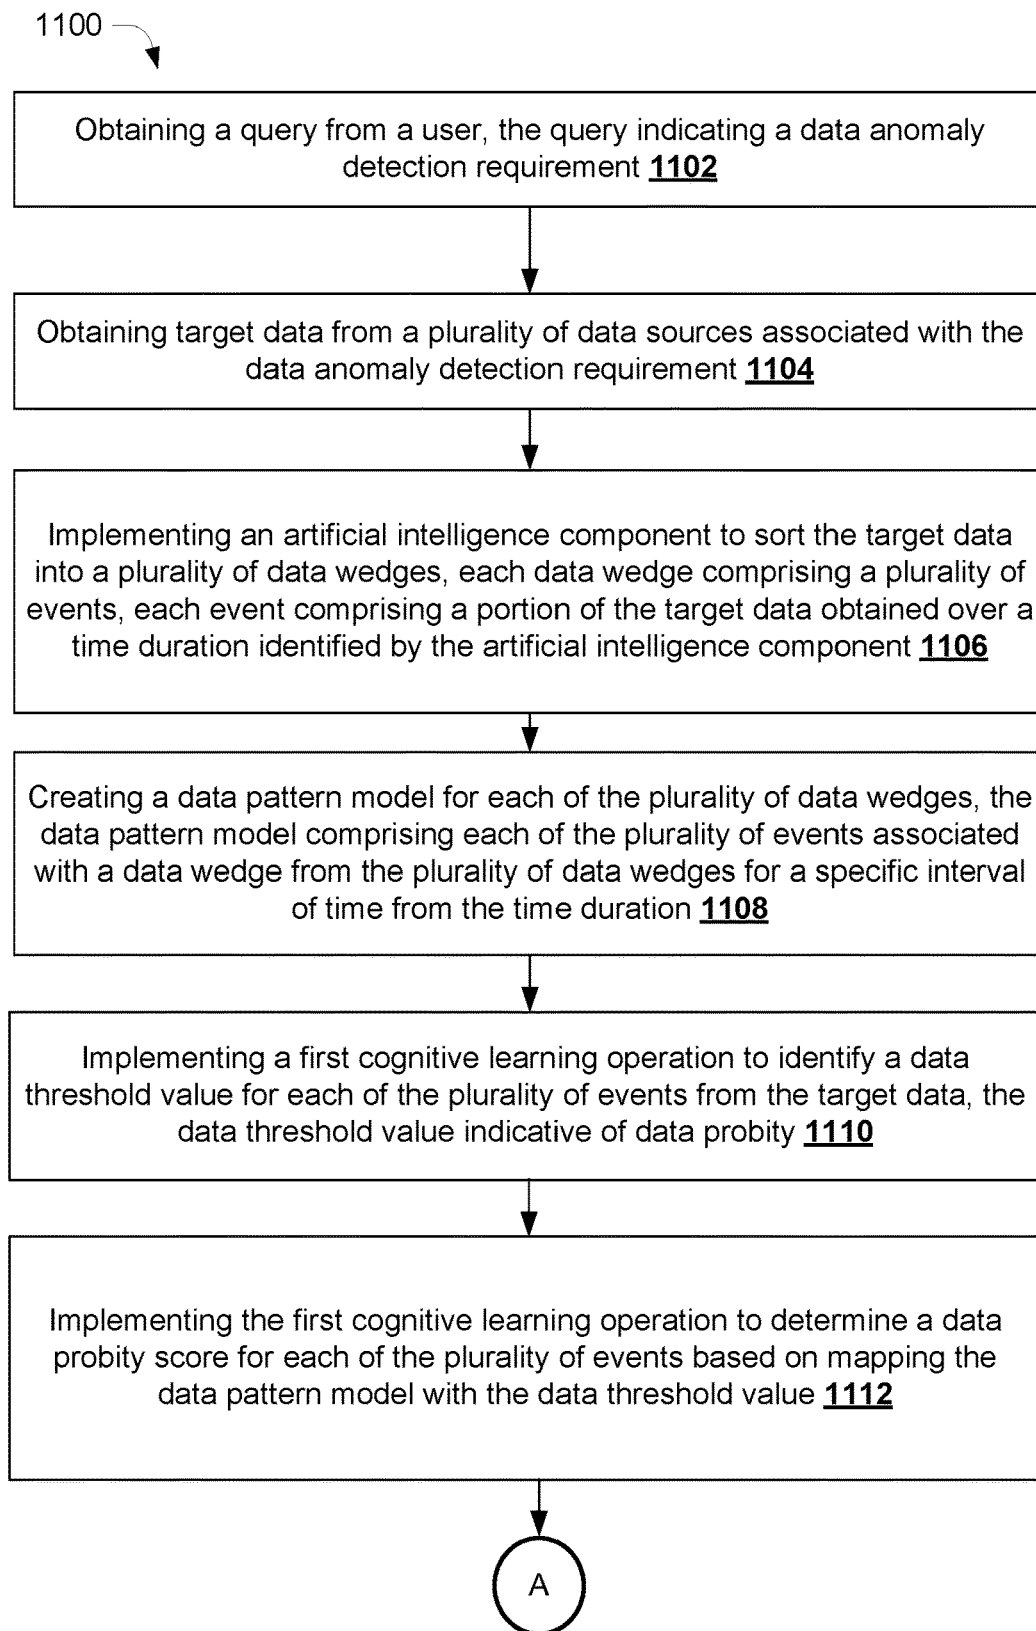 1100
Obtaining a query from a user, the query indicating a data anomaly
detection requirement 1102
Obtaining target data from a plurality of data sources associated with the
data anomaly detection requirement 1104
Implementing an artificial intelligence component to sort the target data
into a plurality of data wedges, each data wedge comprising a plurality of
events, each event comprising a portion of the target data obtained over a
time duration identified by the artificial intelligence component 1106
Creating a data pattern model for each of the plurality of data wedges, the
data pattern model comprising each of the plurality of events associated
with a data wedge from the plurality of data wedges for a specific interval
of time from the time duration 1108
Implementing a first cognitive learning operation to identify a data
threshold value for each of the plurality of events from the target data, the
data threshold value indicative of data probity 1110
Implementing the first cognitive learning operation to determine a data
probity score for each of the plurality of events based on mapping the
data pattern model with the data threshold value 1112
A